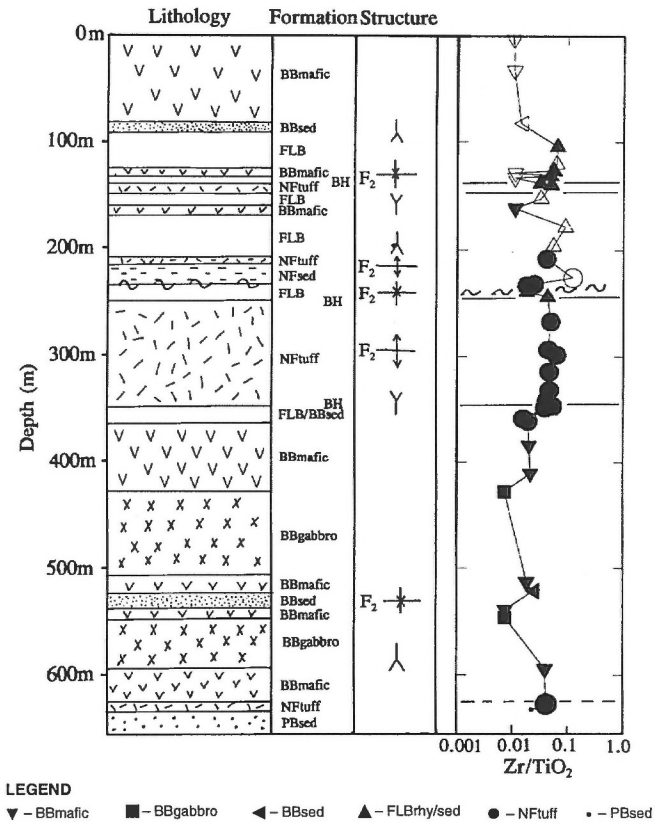 Lithology Formation Structure
0m
BBmafic
BBsed
100m
FLB
BBmafic
BH
F2
NFtuff
FLB
BBmafic
200m
FLB
NFtuff
F2
NFsed
F2
FLB
BH
300m
NFtuff
F2
BH
FLB/BBsed
400m
BBmafic
BBgabbro
500m
BBmafic
BBsed
F2
BBmafic
BBgabbro
600m
BBmafic
NFtuff
PBsed
Depth (m)
0.001 0.01 0.1 1.0
Zr/TiO2
LEGEND
– BBmafic – BBgabbro – BBsed – FLBrhy/sed – NFtuff – PBsed